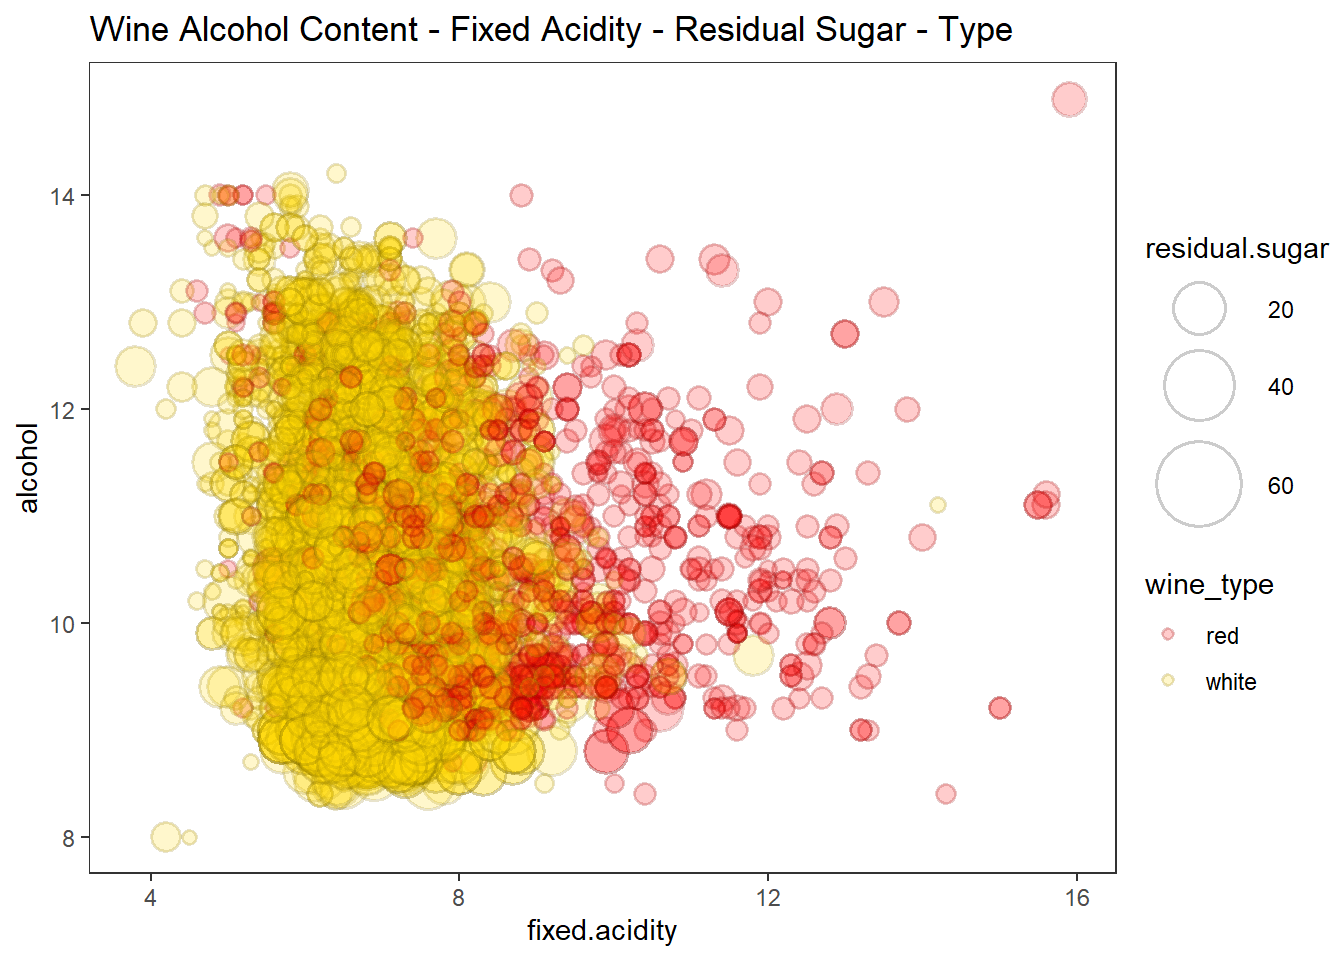 Wine Alcohol Content - Fixed Acidity - Residual Sugar - Type
14
12
10
8
alcohol
4
8
12
16
fixed.acidity
residual.sugar
20
40
60
wine_type
red
white